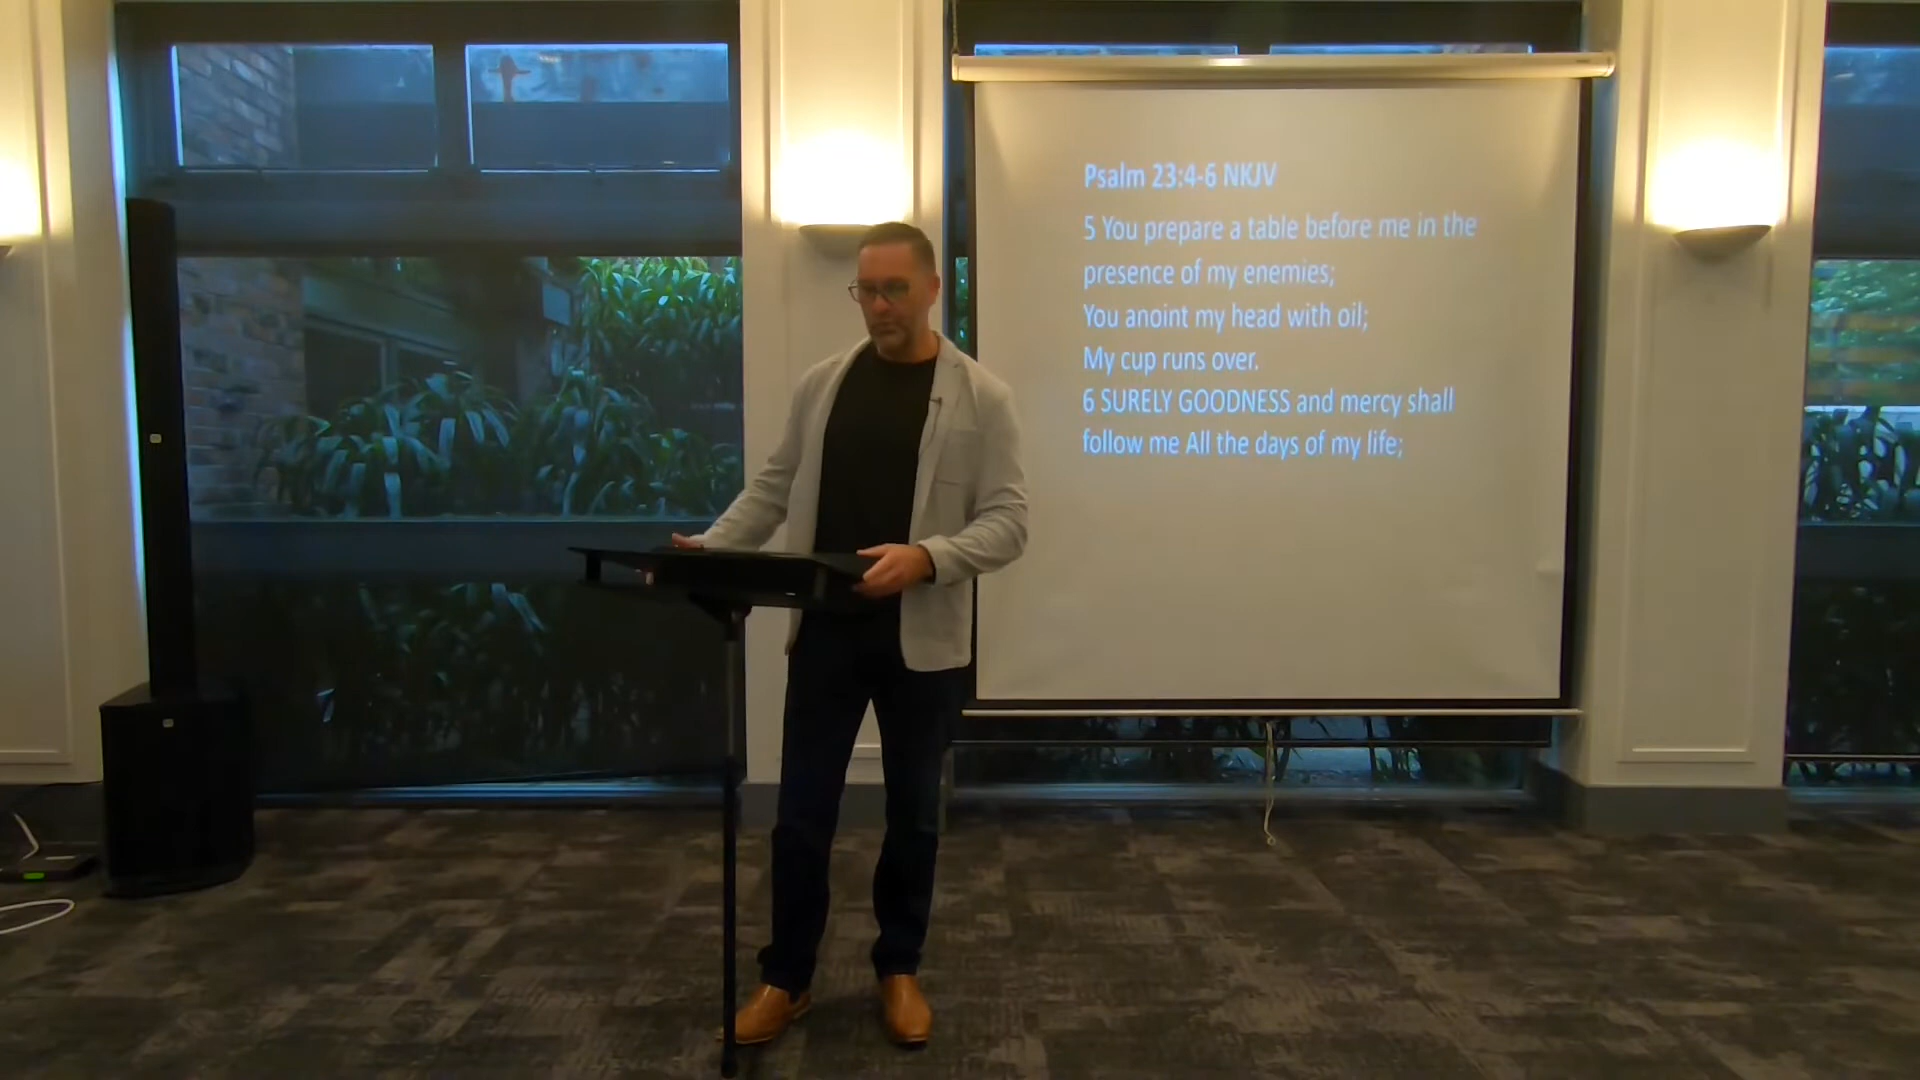 Psalm 23:4-6 NKJV
5 You prepare a table before me in the
presence of my enemies;
You anoint my head with oil;
My cup runs over.
6 SURELY GOODNESS and mercy shall
follow me All the days of my life;